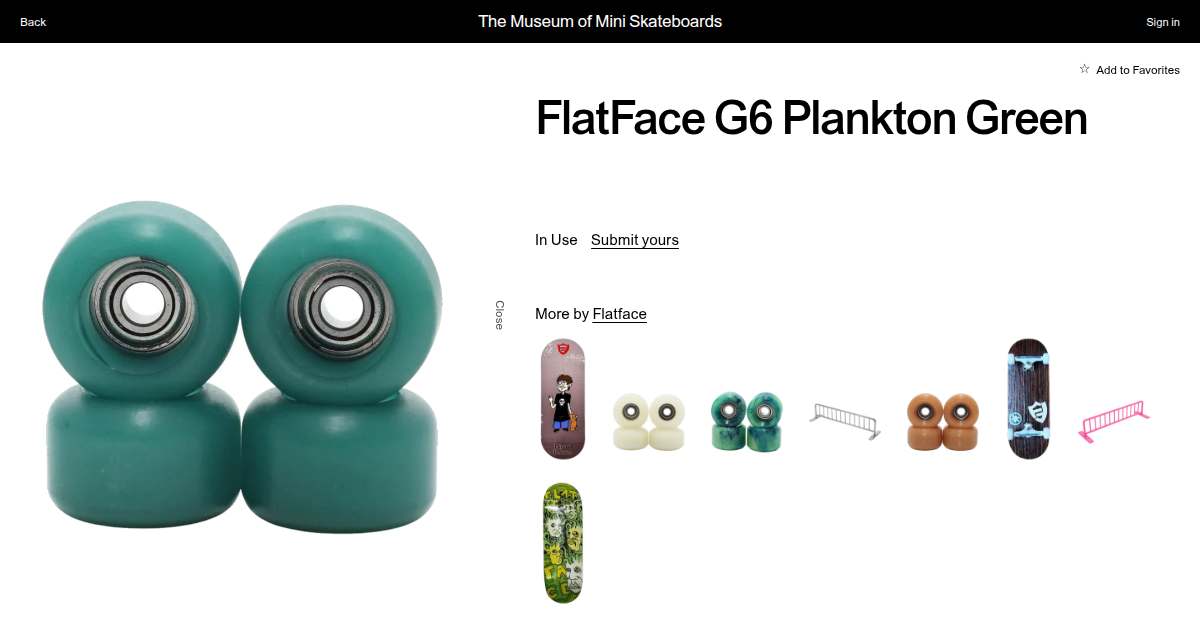 Back
The Museum of Mini Skateboards
Sign in
☆ Add to Favorites
FlatFace G6 Plankton Green
In Use Submit yours
Close
More by Flatface